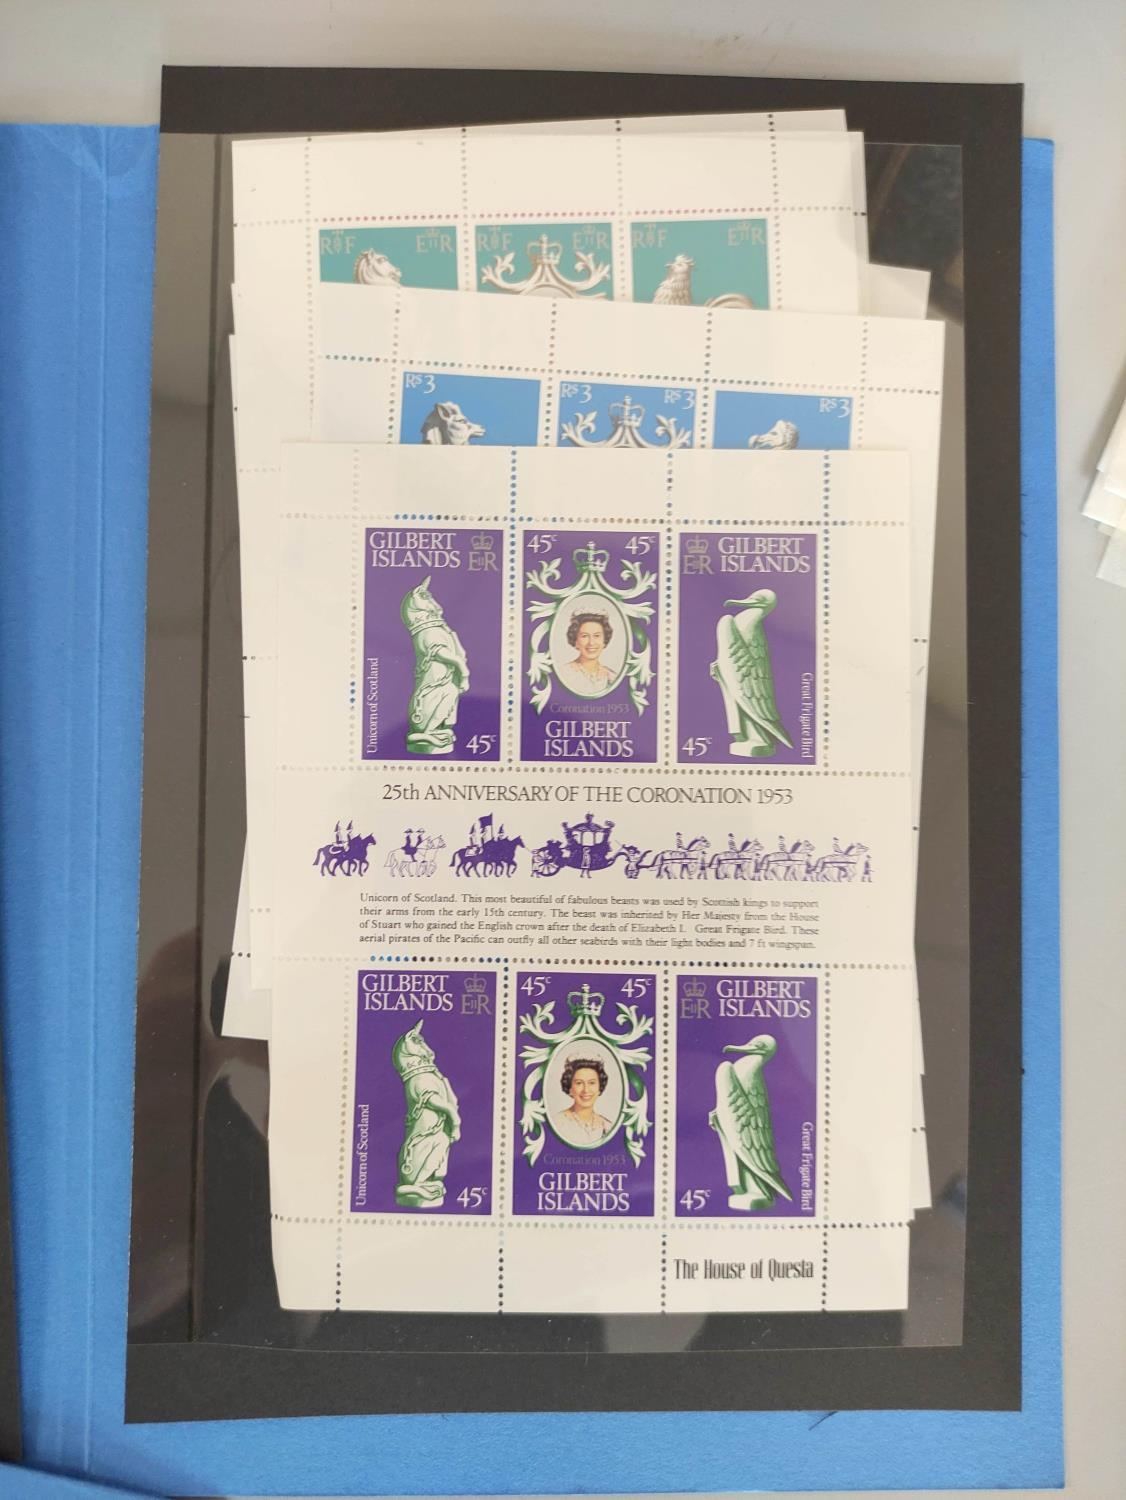 RF EIIR
RF EIIR
RF EIIR
Rs3
Rs3 Rs3
Rs3
GILBERT
ISLANDS EIIR
Unicorn of Scotland
45c
45c 45c
Coronation 1953
GILBERT
ISLANDS
EIIR GILBERT
ISLANDS
Great Frigate Bird
45c
25th ANNIVERSARY OF THE CORONATION 1953
Unicorn of Scotland. This most beautiful of fabulous beasts was used by Scottish kings to support
their arms from the early 15th century. The beast was inherited by Her Majesty from the House
of Stuart who gained the English crown after the death of Elizabeth I. Great Frigate Bird. These
aerial pirates of the Pacific can outfly all other seabirds with their light bodies and 7 ft wingspan.
GILBERT
ISLANDS EIIR
Unicorn of Scotland
45c
45c 45c
Coronation 1953
GILBERT
ISLANDS
EIIR GILBERT
ISLANDS
Great Frigate Bird
45c
The House of Questa